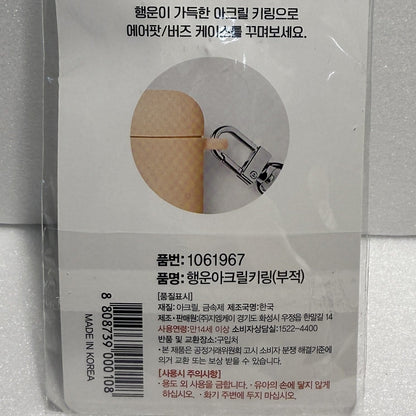 행운이 가득한 아크릴 키링으로
에어팟/버즈 케이스를 꾸며보세요.
품번: 1061967
품명: 행운아크릴키링(부적)
[품질표시]
재질: 아크릴, 금속제 제조국명:한국
제조·판매원:(주)지엠케이 경기도 화성시 우정읍 한말길 14
사용연령:만14세 이상 소비자상담실:1522-4400
반품 및 교환장소:구입처
·본 제품은 공정거래위원회 고시 소비자 분쟁 해결기준에
의거 교환 또는 보상 받을 수 있습니다.
[사용시 주의사항]
·용도 외 사용을 금합니다. ·유아의 손에 닿지 않게
하십시오. ·화기 주변에 두지 마십시오.
8 808739 000108
MADE IN KOREA